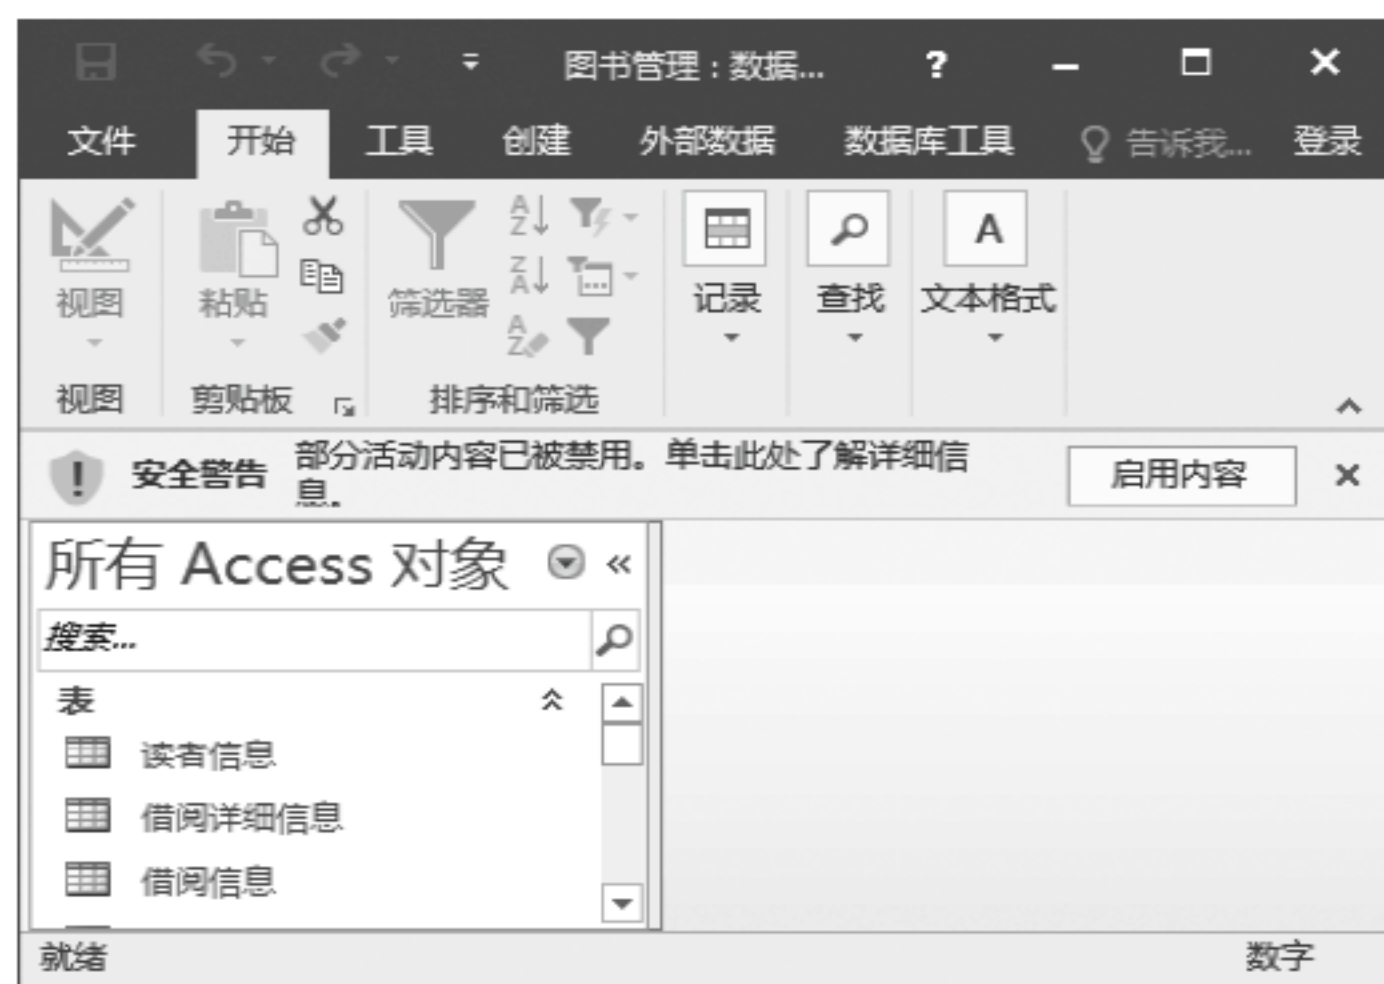 图书管理：数据... ?
文件 开始 工具 创建 外部数据 数据库工具 告诉我... 登录
视图 粘贴 筛选器 记录 查找 文本格式
视图 剪贴板 排序和筛选
安全警告 部分活动内容已被禁用。单击此处了解详细信
息。
启用内容
所有 Access 对象
搜索...
表
读者信息
借阅详细信息
借阅信息
就绪 数字